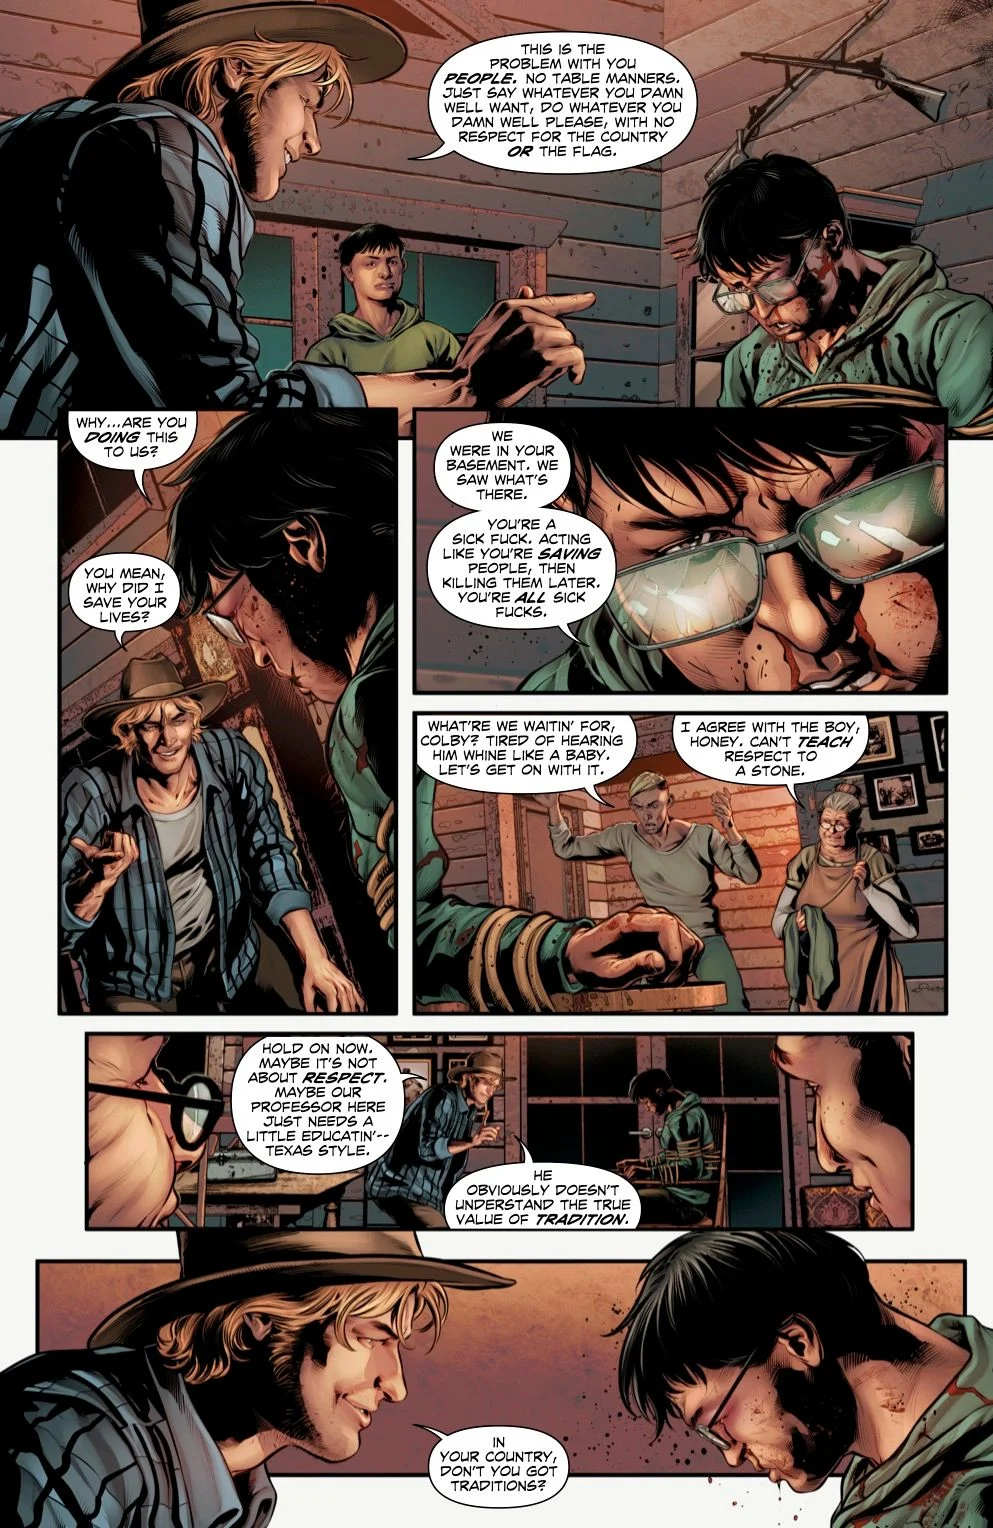 THIS IS THE
PROBLEM WITH YOU
PEOPLE. NO TABLE MANNERS.
JUST SAY WHATEVER YOU DAMN
WELL WANT, DO WHATEVER YOU
DAMN WELL PLEASE, WITH NO
RESPECT FOR THE COUNTRY
OR THE FLAG.
WHY...ARE YOU
DOING THIS
TO US?
YOU MEAN,
WHY DID I
SAVE YOUR
LIVES?
WE
WERE IN YOUR
BASEMENT. WE
SAW WHAT'S
THERE.
YOU'RE A
SICK FUCK. ACTING
LIKE YOU'RE SAVING
PEOPLE, THEN
KILLING THEM LATER.
YOU'RE ALL SICK
FUCKS.
WHAT'RE WE WAITIN' FOR,
COLBY? TIRED OF HEARING
HIM WHINE LIKE A BABY.
LET'S GET ON WITH IT.
I AGREE WITH THE BOY,
HONEY. CAN'T TEACH
RESPECT TO
A STONE.
HOLD ON NOW.
MAYBE IT'S NOT
ABOUT RESPECT.
MAYBE OUR
PROFESSOR HERE
JUST NEEDS A
LITTLE EDUCATIN'--
TEXAS STYLE.
HE
OBVIOUSLY DOESN'T
UNDERSTAND THE TRUE
VALUE OF TRADITION.
IN
YOUR COUNTRY,
DON'T YOU GOT
TRADITIONS?